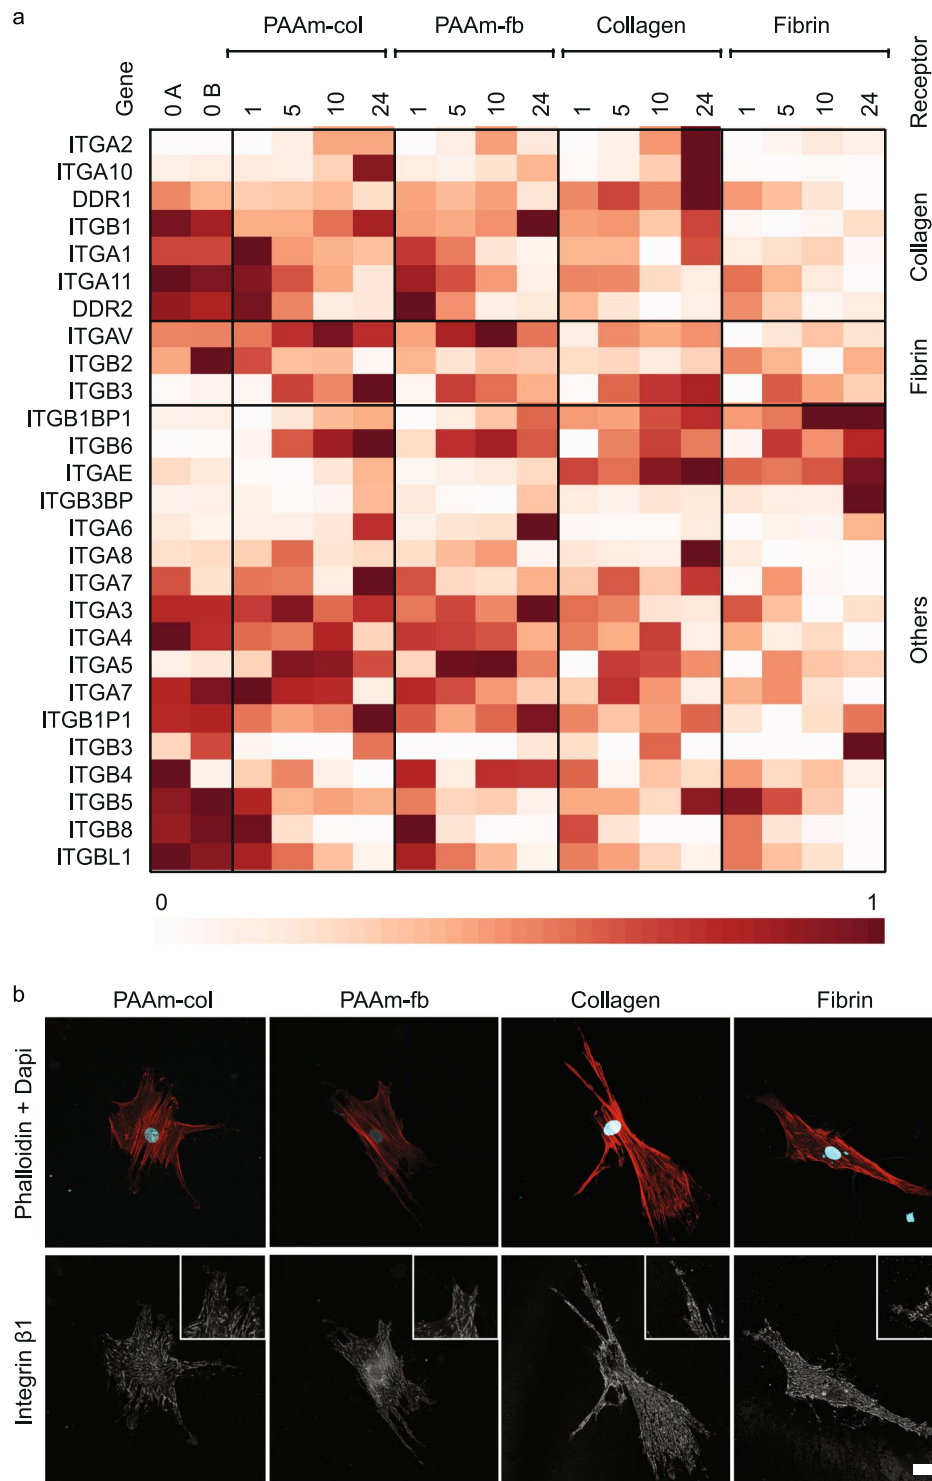 a
PAAm-col PAAm-fb Collagen Fibrin
Gene 0 A 0 B 1 5 10 24 1 5 10 24 1 5 10 24 1 5 10 24 Receptor
ITGA2
ITGA10
DDR1
ITGB1
ITGA1
ITGA11
DDR2
Collagen
ITGAV
ITGB2
ITGB3
Fibrin
ITGB1BP1
ITGB6
ITGAE
ITGB3BP
ITGA6
ITGA8
ITGA7
ITGA3
ITGA4
ITGA5
ITGA7
ITGB1P1
ITGB3
ITGB4
ITGB5
ITGB8
ITGBL1
Others
0 1
b
PAAm-col PAAm-fb Collagen Fibrin
Phalloidin + Dapi
Integrin β1